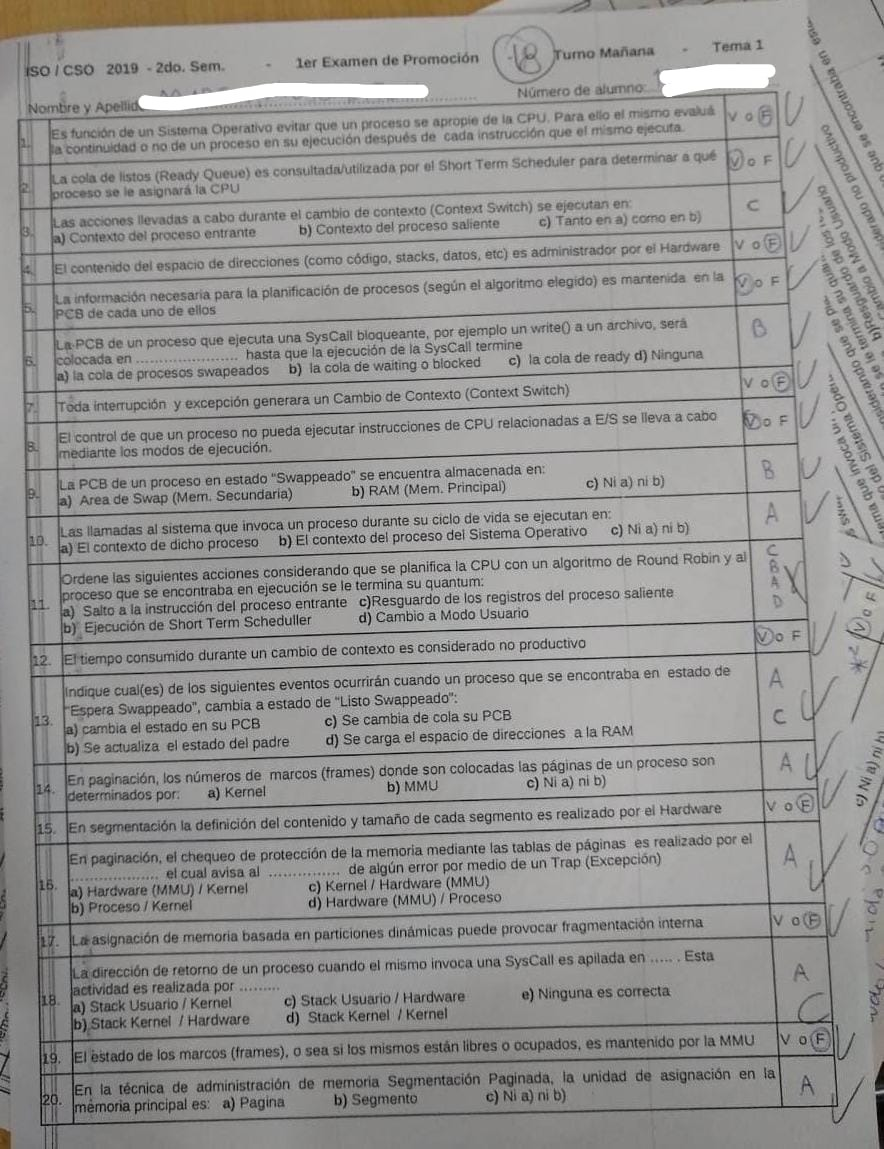 ISO / CSO 2019 - 2do. Sem. - 1er Examen de Promoción 18 Turno Mañana - Tema 1
Nombre y Apellid Número de alumno:
1. Es función de un Sistema Operativo evitar que un proceso se apropie de la CPU. Para ello el mismo evaluá V o F
la continuidad o no de un proceso en su ejecución después de cada instrucción que el mismo ejecuta.
2. La cola de listos (Ready Queue) es consultada/utilizada por el Short Term Scheduler para determinar a qué V o F
proceso se le asignará la CPU
3. Las acciones llevadas a cabo durante el cambio de contexto (Context Switch) se ejecutan en: C
a) Contexto del proceso entrante b) Contexto del proceso saliente c) Tanto en a) como en b)
4. El contenido del espacio de direcciones (como código, stacks, datos, etc) es administrador por el Hardware V o F
5. La información necesaria para la planificación de procesos (según el algoritmo elegido) es mantenida en la V o F
PCB de cada uno de ellos
6. La PCB de un proceso que ejecuta una SysCall bloqueante, por ejemplo un write() a un archivo, será B
colocada en ..................... hasta que la ejecución de la SysCall termine
a) la cola de procesos swapeados b) la cola de waiting o blocked c) la cola de ready d) Ninguna
7. Toda interrupción y excepción generara un Cambio de Contexto (Context Switch) V o F
8. El control de que un proceso no pueda ejecutar instrucciones de CPU relacionadas a E/S se lleva a cabo V o F
mediante los modos de ejecución.
9. La PCB de un proceso en estado “Swappeado” se encuentra almacenada en: B
a) Area de Swap (Mem. Secundaria) b) RAM (Mem. Principal) c) Ni a) ni b)
10. Las llamadas al sistema que invoca un proceso durante su ciclo de vida se ejecutan en: A
a) El contexto de dicho proceso b) El contexto del proceso del Sistema Operativo c) Ni a) ni b)
11. Ordene las siguientes acciones considerando que se planifica la CPU con un algoritmo de Round Robin y al C
proceso que se encontraba en ejecución se le termina su quantum: B
a) Salto a la instrucción del proceso entrante c)Resguardo de los registros del proceso saliente A
b) Ejecución de Short Term Scheduller d) Cambio a Modo Usuario D
12. El tiempo consumido durante un cambio de contexto es considerado no productivo V o F
13. Indique cual(es) de los siguientes eventos ocurrirán cuando un proceso que se encontraba en estado de A
“Espera Swappeado”, cambia a estado de “Listo Swappeado”:
a) cambia el estado en su PCB c) Se cambia de cola su PCB C
b) Se actualiza el estado del padre d) Se carga el espacio de direcciones a la RAM
14. En paginación, los números de marcos (frames) donde son colocadas las páginas de un proceso son A
determinados por: a) Kernel b) MMU c) Ni a) ni b)
15. En segmentación la definición del contenido y tamaño de cada segmento es realizado por el Hardware V o F
16. En paginación, el chequeo de protección de la memoria mediante las tablas de páginas es realizado por el A
.................. el cual avisa al ............... de algún error por medio de un Trap (Excepción)
a) Hardware (MMU) / Kernel c) Kernel / Hardware (MMU)
b) Proceso / Kernel d) Hardware (MMU) / Proceso
17. La asignación de memoria basada en particiones dinámicas puede provocar fragmentación interna V o F
18. La dirección de retorno de un proceso cuando el mismo invoca una SysCall es apilada en ..... . Esta A
actividad es realizada por .........
a) Stack Usuario / Kernel c) Stack Usuario / Hardware e) Ninguna es correcta
b) Stack Kernel / Hardware d) Stack Kernel / Kernel C
19. El estado de los marcos (frames), o sea si los mismos están libres o ocupados, es mantenido por la MMU V o F
20. En la técnica de administración de memoria Segmentación Paginada, la unidad de asignación en la A
memoria principal es: a) Pagina b) Segmento c) Ni a) ni b)